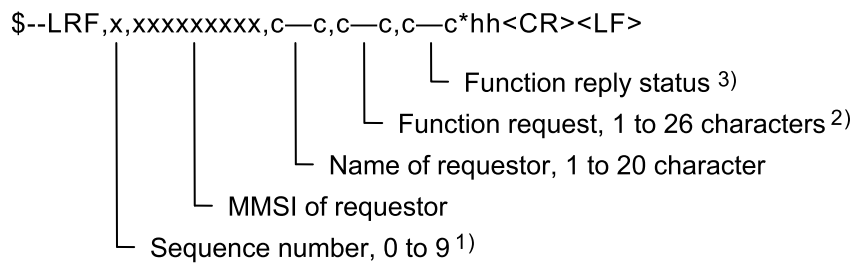 $--LRF,x,xxxxxxxxx,c—c,c—c,c—c*hh<CR><LF>
Function reply status 3)
Function request, 1 to 26 characters 2)
Name of requestor, 1 to 20 character
MMSI of requestor
Sequence number, 0 to 9 1)